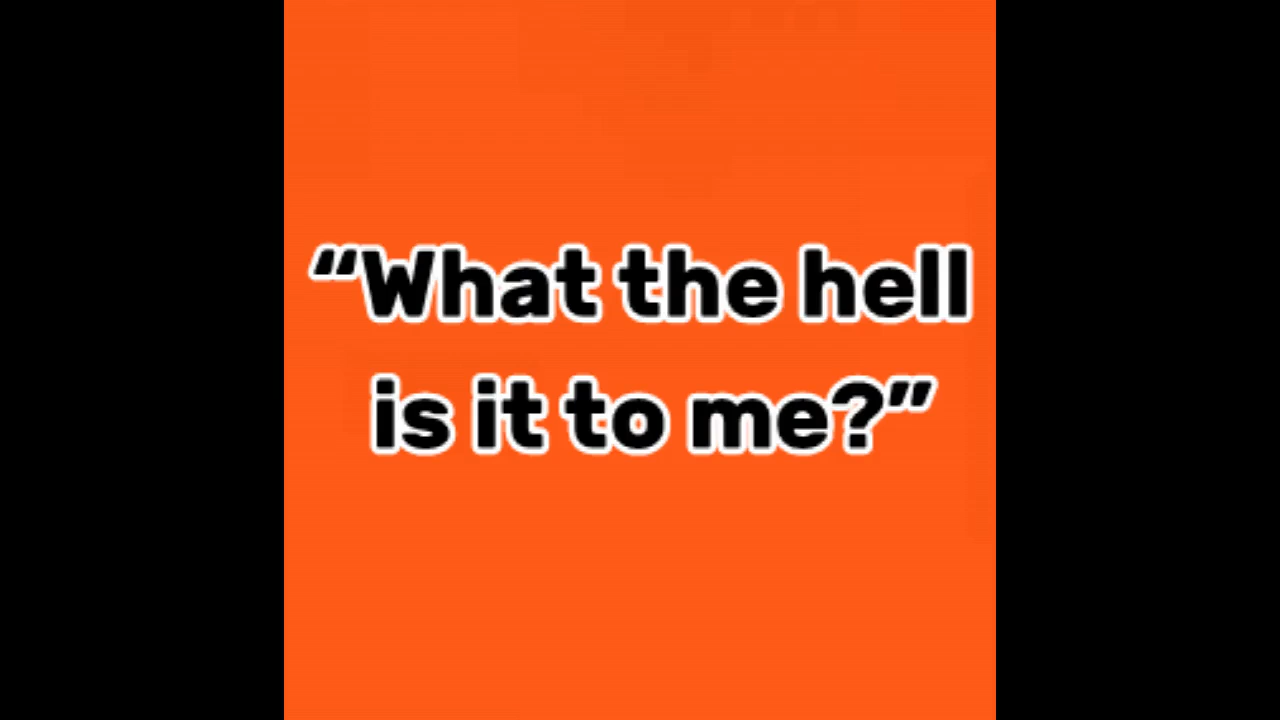 “What the hell
is it to me?”